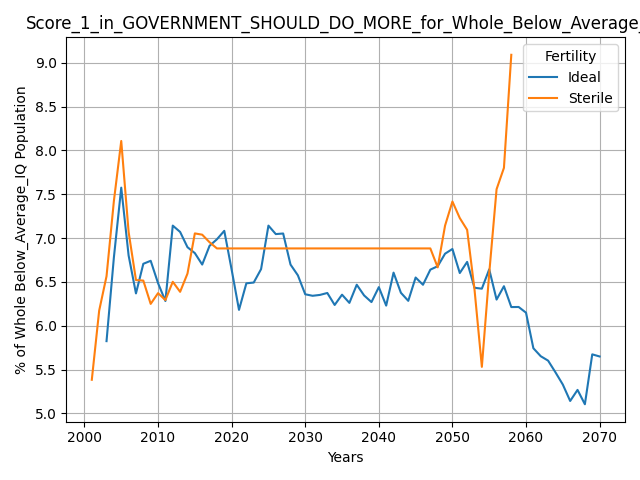 Score_1_in_GOVERNMENT_SHOULD_DO_MORE_for_Whole_Below_Average_
% of Whole Below_Average_IQ Population
9.0
8.5
8.0
7.5
7.0
6.5
6.0
5.5
5.0
Fertility
Ideal
Sterile
2000 2010 2020 2030 2040 2050 2060 2070
Years